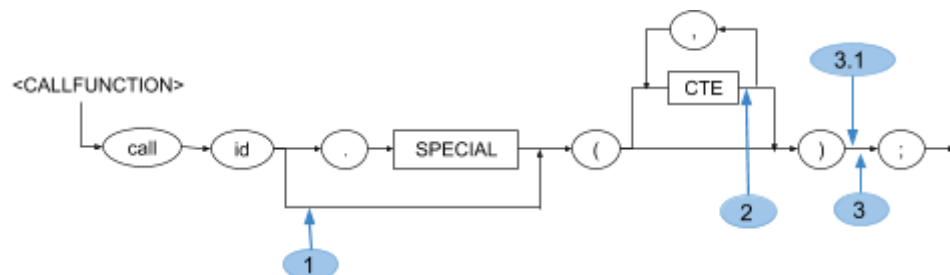 ,
3.1
<CALLFUNCTION>
CTE
call id . SPECIAL ( ) ;
2 3
1